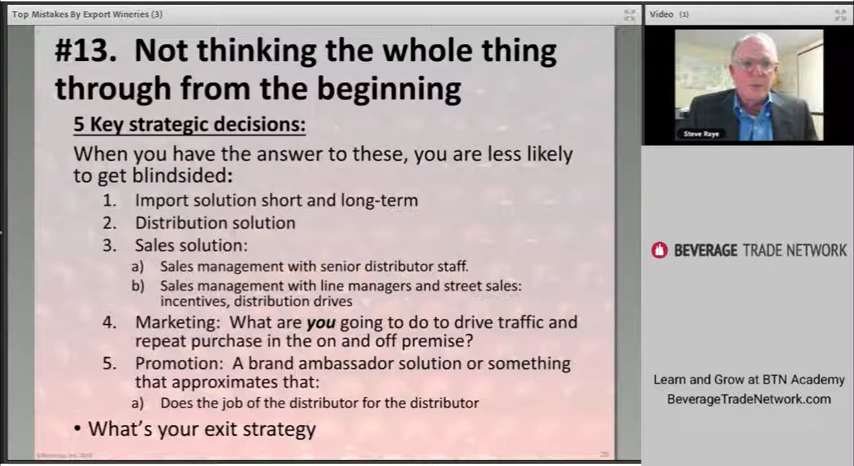 Top Mistakes By Export Wineries (3)
Video (1)
#13. Not thinking the whole thing
through from the beginning
5 Key strategic decisions:
When you have the answer to these, you are less likely
to get blindsided:
1. Import solution short and long-term
2. Distribution solution
3. Sales solution:
a) Sales management with senior distributor staff.
b) Sales management with line managers and street sales:
incentives, distribution drives
4. Marketing: What are you going to do to drive traffic and
repeat purchase in the on and off premise?
5. Promotion: A brand ambassador solution or something
that approximates that:
a) Does the job of the distributor for the distributor
• What's your exit strategy
Steve Raye
BEVERAGE TRADE NETWORK
Learn and Grow at BTN Academy
BeverageTradeNetwork.com